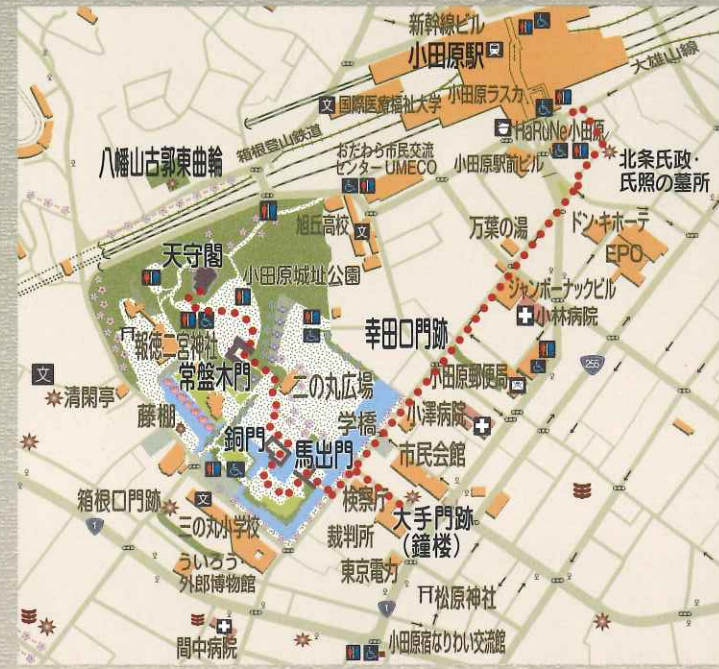 新幹線ビル
小田原駅
大雄山線
文
国際医療福祉大学
小田原ラスカ
箱根登山鉄道
HaRuNe小田原
八幡山古郭東曲輪
おだわら市民交流
センター UMECO
小田原駅前ビル
北条氏政・
氏照の墓所
旭丘高校
文
万葉の湯
ドン・キホーテ
EPO
天守閣
小田原城址公園
ジャンボーナックビル
小林病院
報徳二宮神社
幸田口門跡
255
文
常盤木門
二の丸広場
小田原郵便局
清閑亭
藤棚
学橋
小澤病院
銅門
馬出門
市民会館
箱根口門跡
文
検察庁
大手門跡
(鐘楼)
1
三の丸小学校
裁判所
ういろう・
外郎博物館
東京電力
1
松原神社
間中病院
小田原宿なりわい交流館